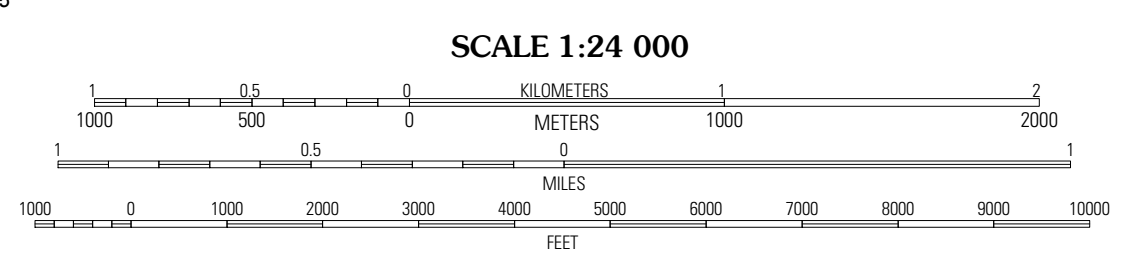 5
SCALE 1:24 000
1 0.5 0 KILOMETERS 1 2
1000 500 0 METERS 1000 2000
1 0.5 0 1
MILES
1000 0 1000 2000 3000 4000 5000 6000 7000 8000 9000 10000
FEET